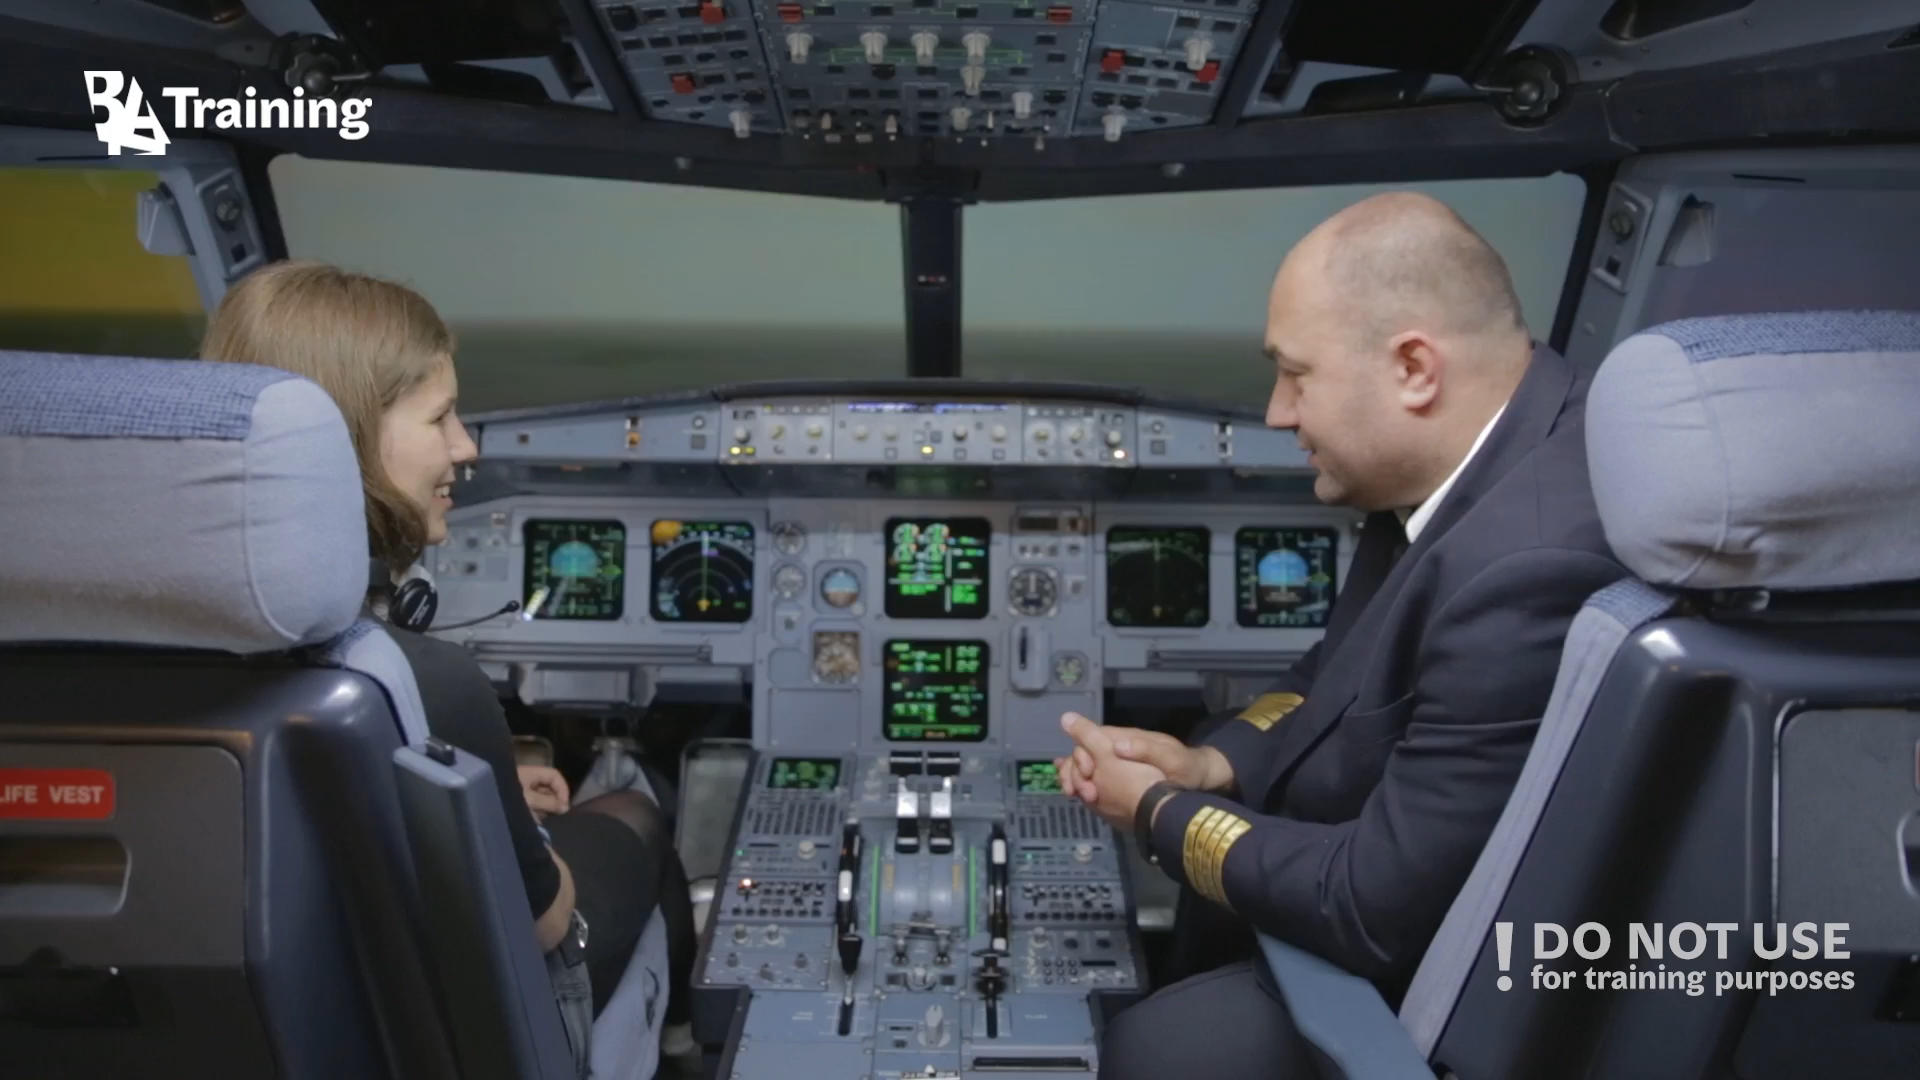 BAA Training
LIFE VEST
! DO NOT USE
for training purposes